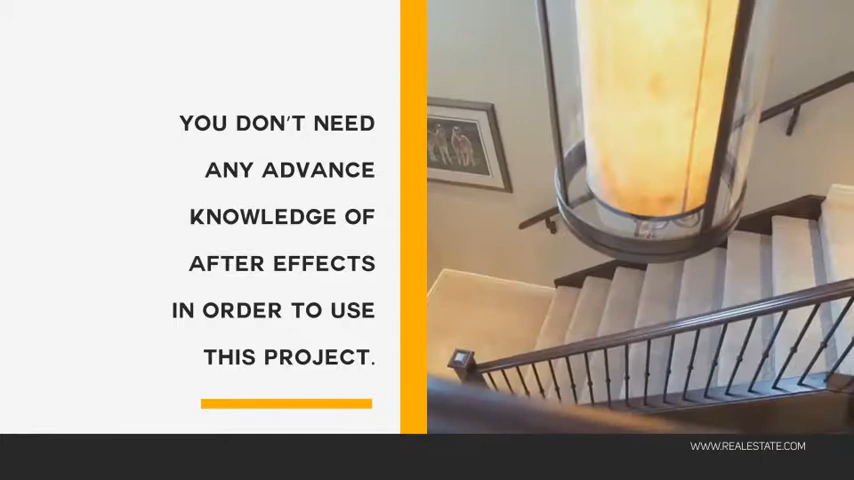 YOU DON'T NEED
ANY ADVANCE
KNOWLEDGE OF
AFTER EFFECTS
IN ORDER TO USE
THIS PROJECT.
WWW.REALESTATE.COM